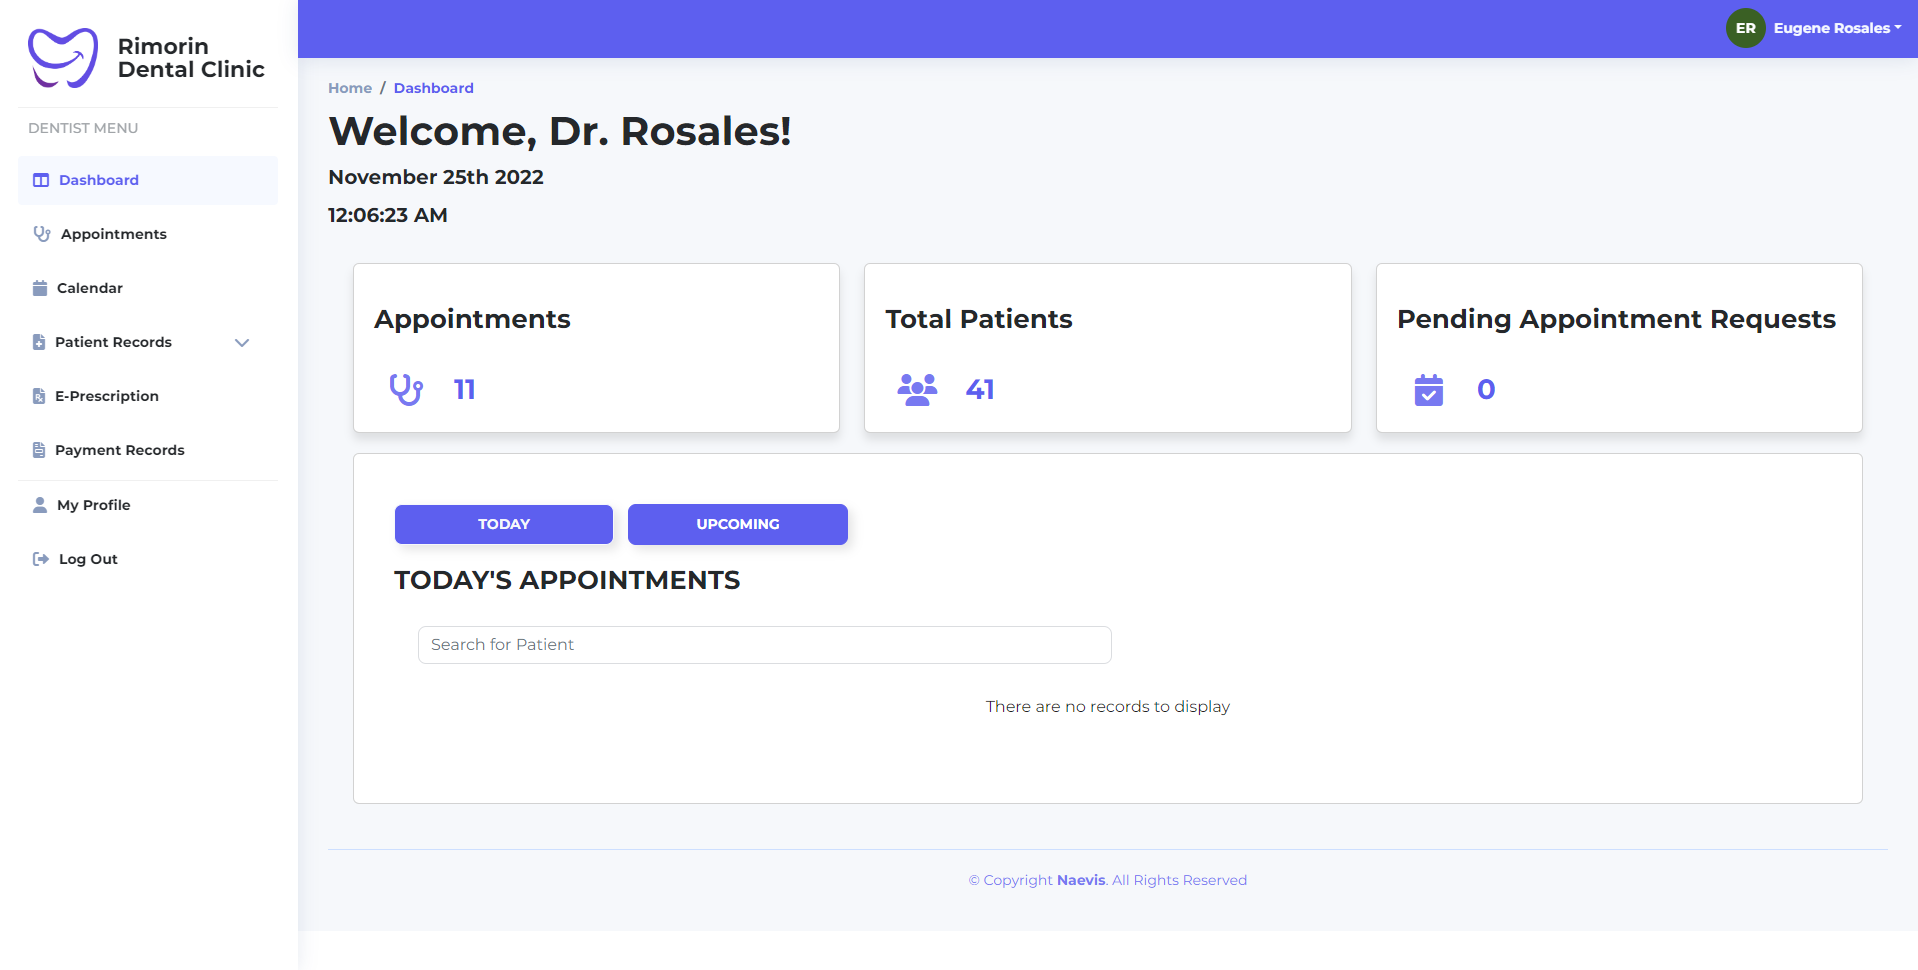 Rimorin
Dental Clinic
DENTIST MENU
Dashboard
Appointments
Calendar
Patient Records
E-Prescription
Payment Records
My Profile
Log Out
ER Eugene Rosales
Home / Dashboard
Welcome, Dr. Rosales!
November 25th 2022
12:06:23 AM
Appointments
11
Total Patients
41
Pending Appointment Requests
0
TODAY UPCOMING
TODAY'S APPOINTMENTS
Search for Patient
There are no records to display
© Copyright Naevis. All Rights Reserved